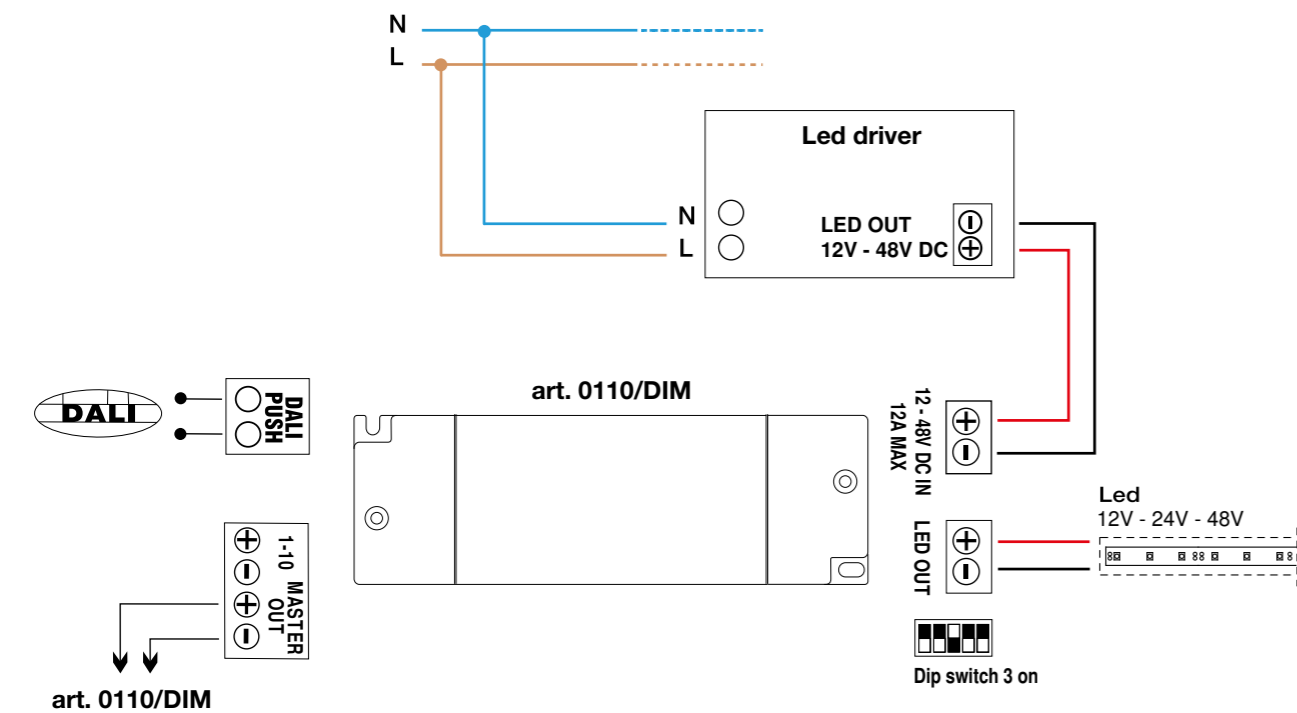 N
L
Led driver
N
L
LED OUT
12V - 48V DC
art. 0110/DIM
DALI
DALI
PUSH
12 - 48V DC IN
12A MAX
Led
12V - 24V - 48V
1-10
MASTER
OUT
LED OUT
Dip switch 3 on
art. 0110/DIM